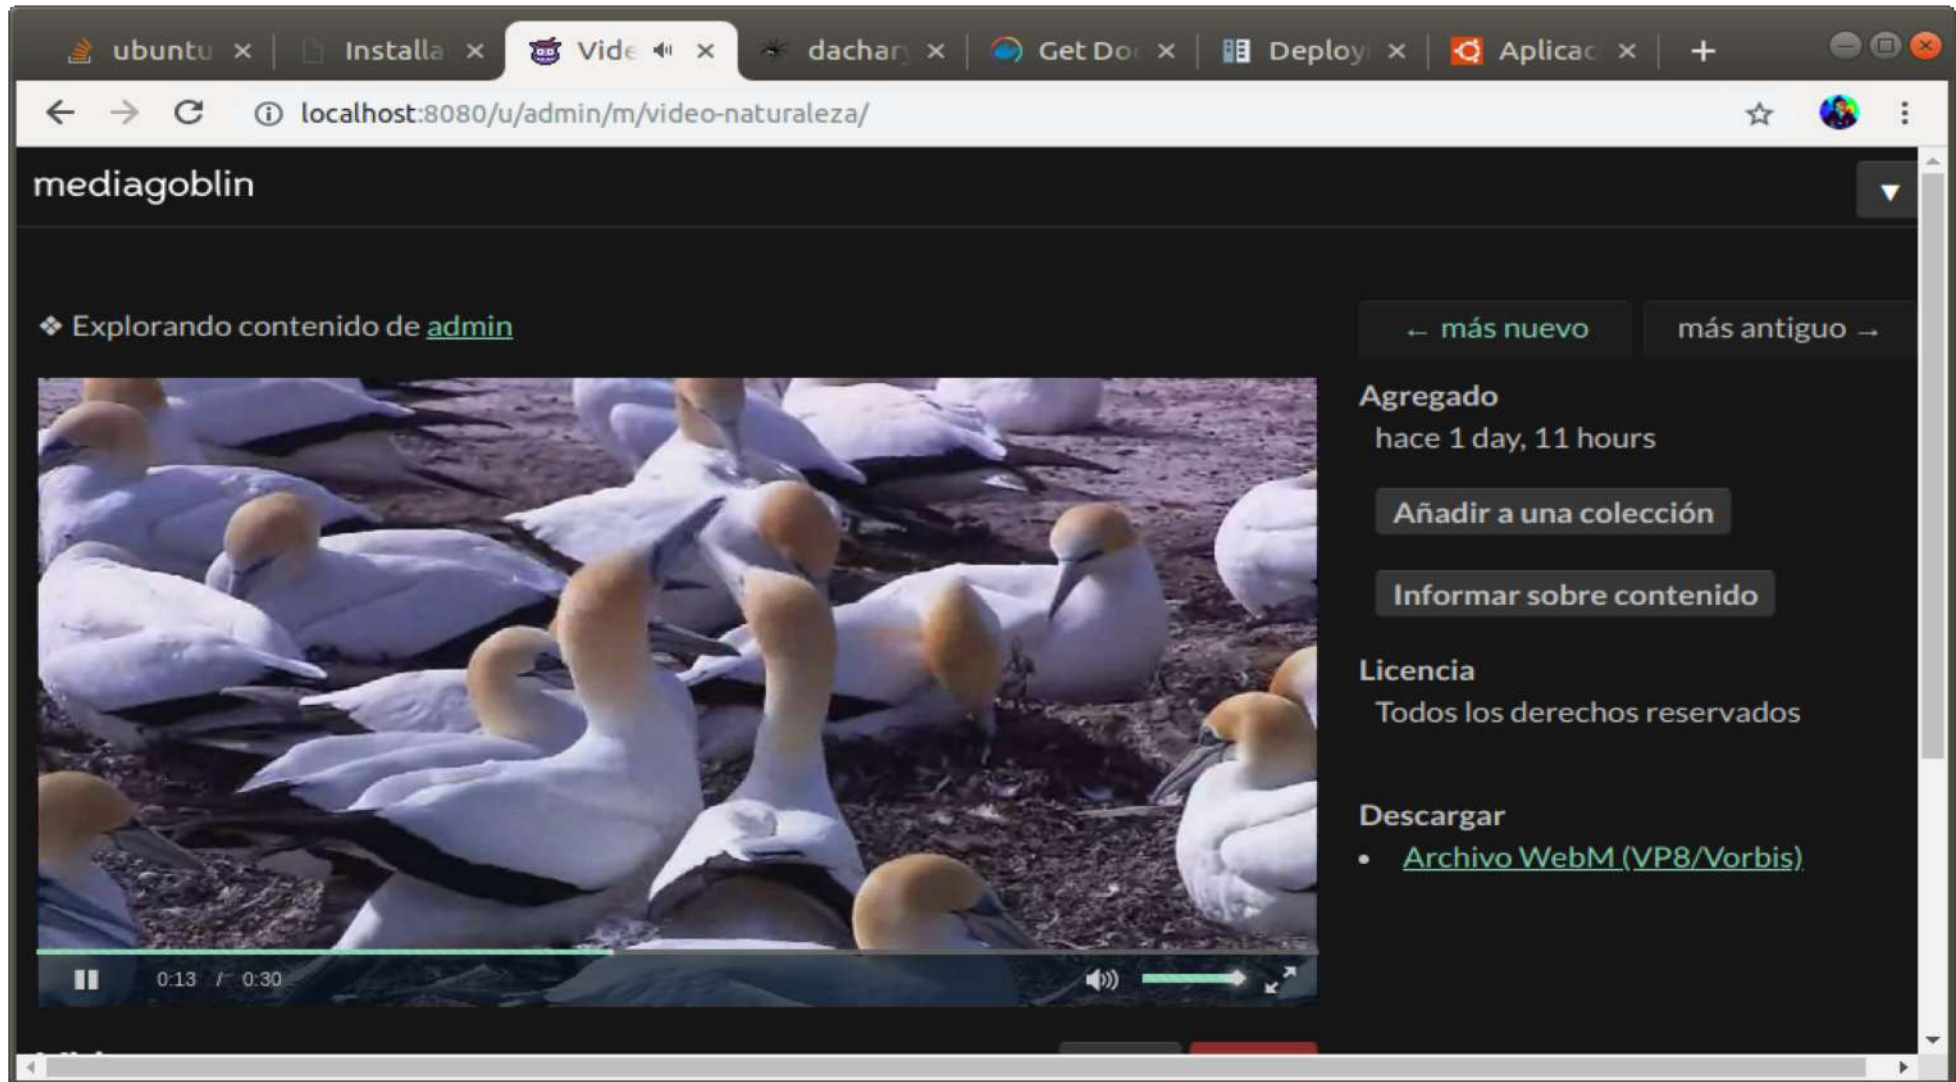 ubuntu Installa Vide dachary Get Doc Deploy Aplicac
localhost:8080/u/admin/m/video-naturaleza/
mediagoblin
❖ Explorando contenido de admin
← más nuevo más antiguo →
Agregado
hace 1 day, 11 hours
Añadir a una colección
Informar sobre contenido
Licencia
Todos los derechos reservados
Descargar
• Archivo WebM (VP8/Vorbis)
0:13 / 0:30